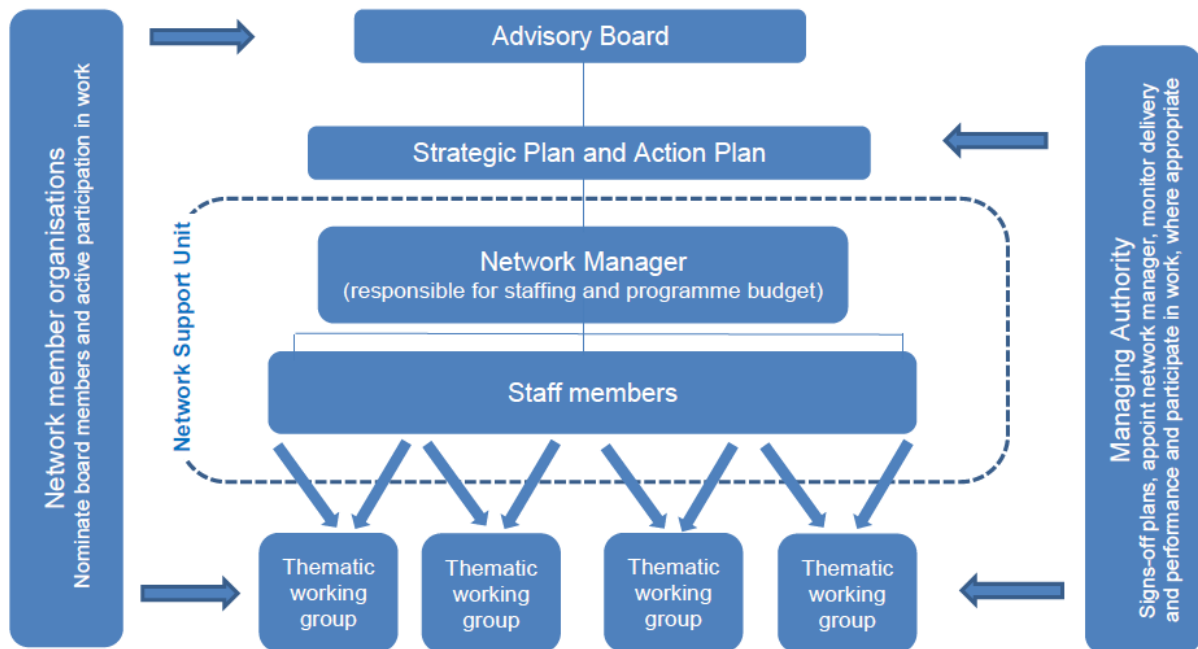 Network member organisations
Nominate board members and active participation in work
Advisory Board
Strategic Plan and Action Plan
Network Support Unit
Network Manager
(responsible for staffing and programme budget)
Staff members
Thematic
working
group
Thematic
working
group
Thematic
working
group
Thematic
working
group
Managing Authority
Signs-off plans, appoint network manager, monitor delivery
and performance and participate in work, where appropriate